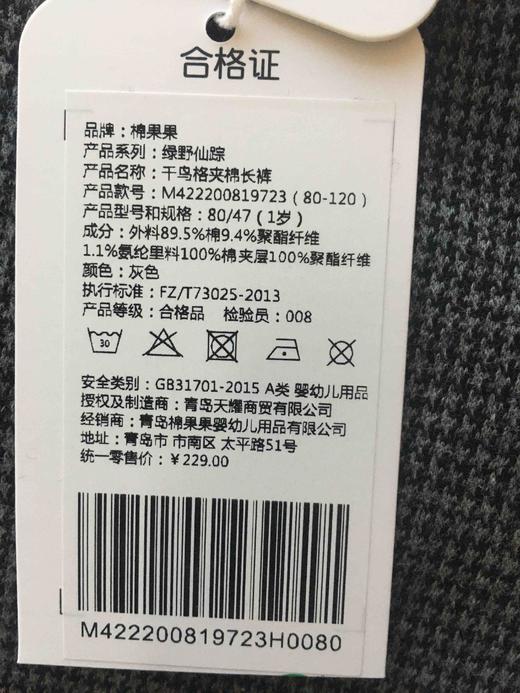 合格证
品牌：棉果果
产品系列：绿野仙踪
产品名称：干鸟格夹棉长裤
产品款号：M422200819723（80-120）
产品型号和规格：80/47（1岁）
成分：外料89.5%棉9.4%聚酯纤维
1.1%氨纶里料100%棉夹层100%聚酯纤维
颜色：灰色
执行标准：FZ/T73025-2013
产品等级：合格品 检验员：008
30
安全类别：GB31701-2015 A类 婴幼儿用品
授权及制造商：青岛天耀商贸有限公司
经销商：青岛棉果果婴幼儿用品有限公司
地址：青岛市 市南区 太平路51号
统一零售价：￥229.00
M422200819723H0080